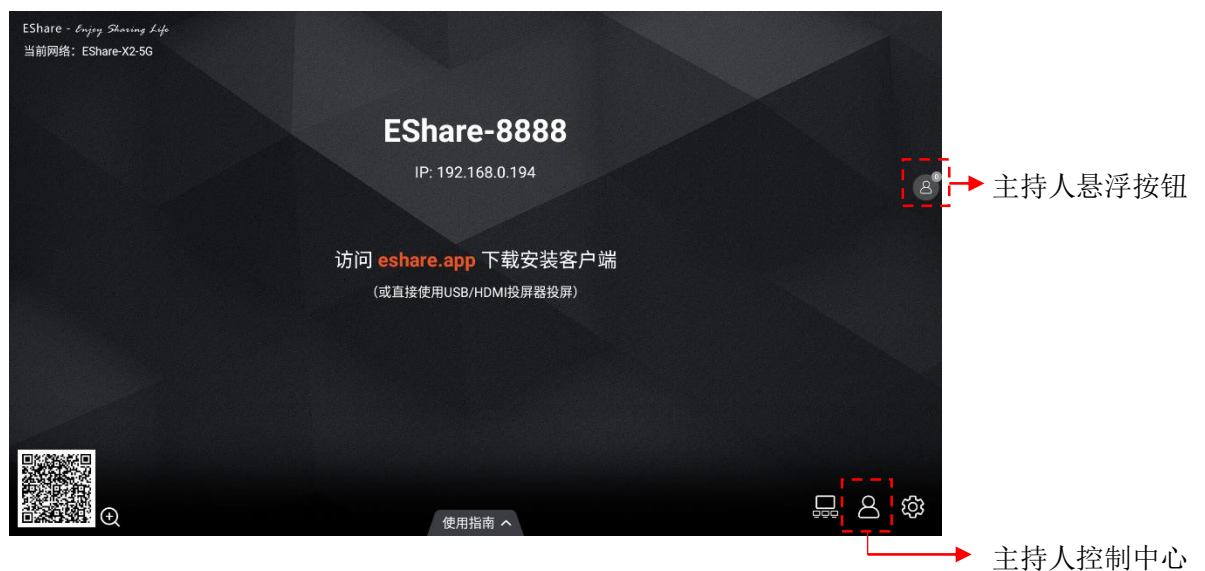 EShare - Enjoy Sharing Life
当前网络：EShare-X2-5G
EShare-8888
IP: 192.168.0.194
0
主持人悬浮按钮
访问 eshare.app 下载安装客户端
（或直接使用USB/HDMI投屏器投屏）
使用指南
主持人控制中心